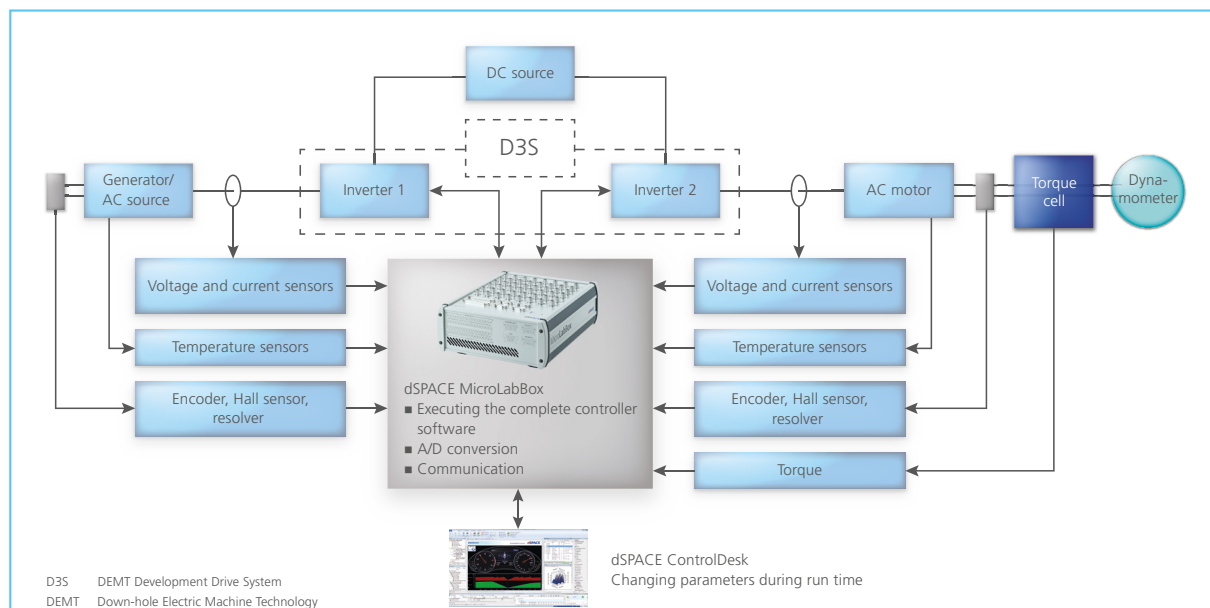 DC source
D3S
Generator/
AC source
Inverter 1
Inverter 2
AC motor
Torque
cell
Dyna-
mometer
Voltage and current sensors
Voltage and current sensors
Temperature sensors
Temperature sensors
Encoder, Hall sensor,
resolver
Encoder, Hall sensor,
resolver
Torque
MicroLabBox
dSPACE MicroLabBox
■ Executing the complete controller
software
■ A/D conversion
■ Communication
dSPACE ControlDesk
Changing parameters during run time
D3S DEMT Development Drive System
DEMT Down-hole Electric Machine Technology